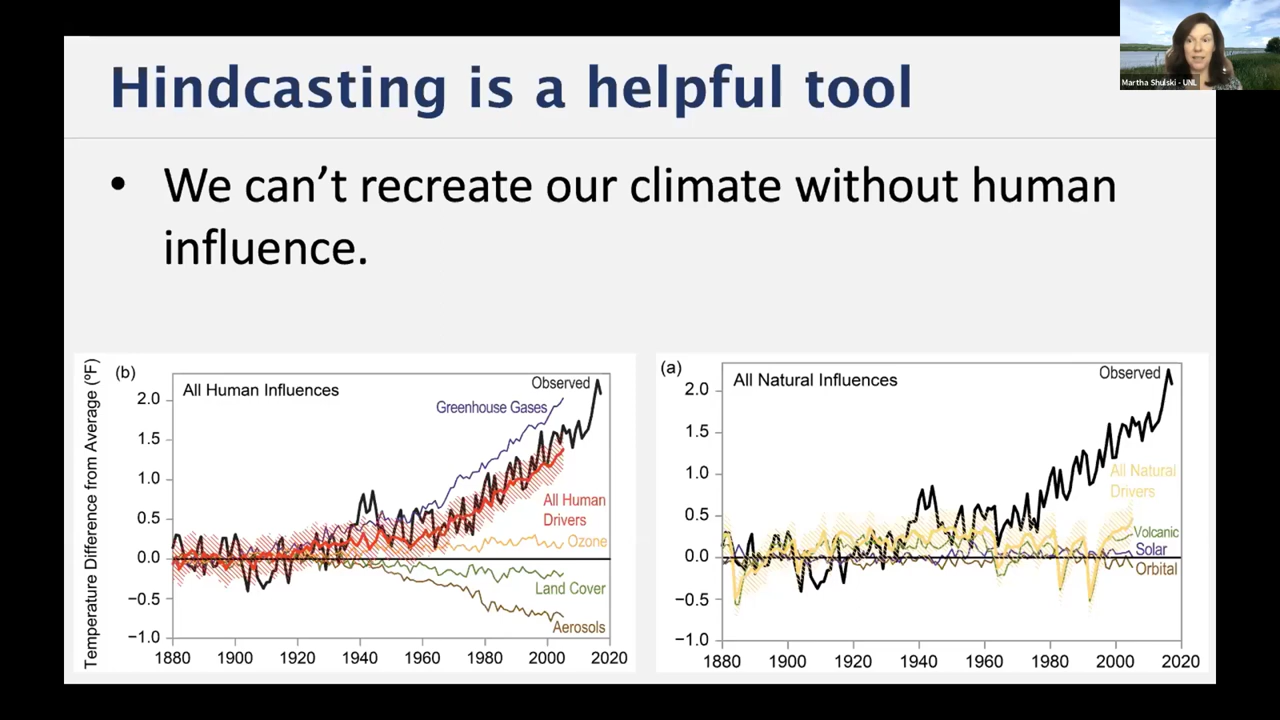 Hindcasting is a helpful tool
Martha Shulski - UNL
• We can’t recreate our climate without human
influence.
Temperature Difference from Average (ºF)
(b)
All Human Influences
Observed
Greenhouse Gases
All Human
Drivers
Ozone
Land Cover
Aerosols
2.0
1.5
1.0
0.5
0.0
−0.5
−1.0
1880 1900 1920 1940 1960 1980 2000 2020
(a)
All Natural Influences
Observed
All Natural
Drivers
Volcanic
Solar
Orbital
2.0
1.5
1.0
0.5
0.0
−0.5
−1.0
1880 1900 1920 1940 1960 1980 2000 2020